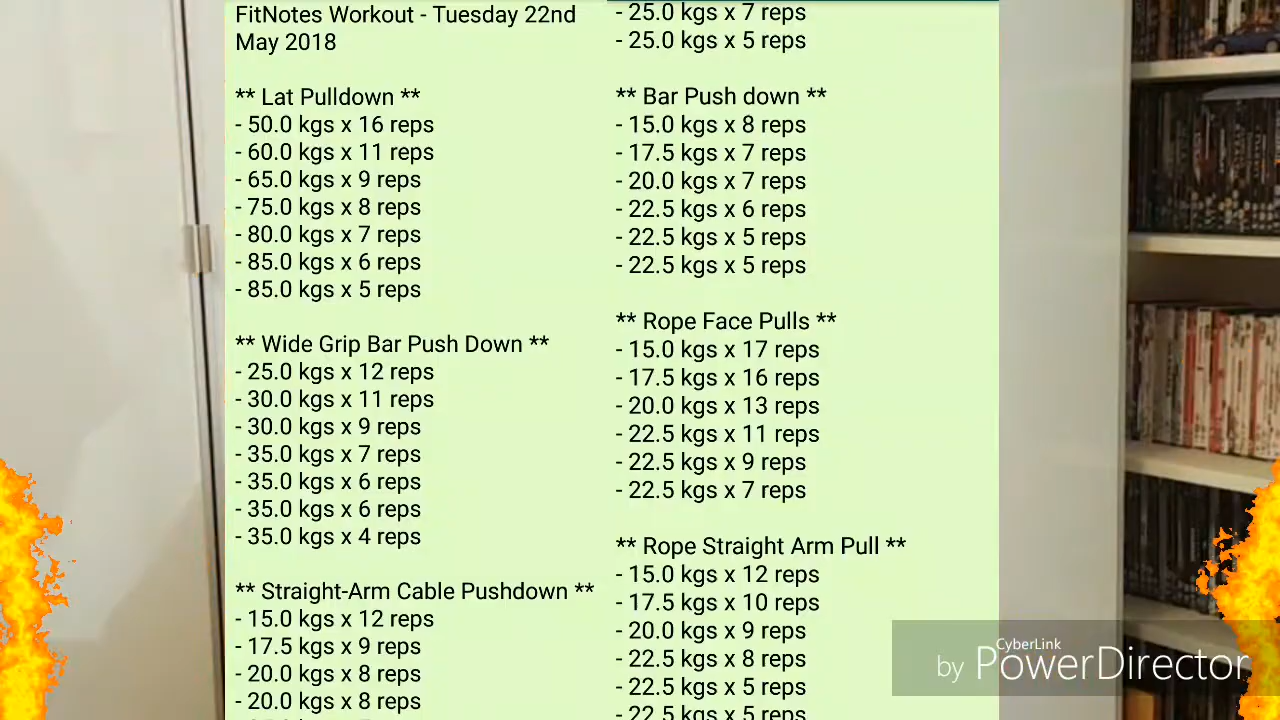 FitNotes Workout - Tuesday 22nd
May 2018
** Lat Pulldown **
- 50.0 kgs x 16 reps
- 60.0 kgs x 11 reps
- 65.0 kgs x 9 reps
- 75.0 kgs x 8 reps
- 80.0 kgs x 7 reps
- 85.0 kgs x 6 reps
- 85.0 kgs x 5 reps
** Wide Grip Bar Push Down **
- 25.0 kgs x 12 reps
- 30.0 kgs x 11 reps
- 30.0 kgs x 9 reps
- 35.0 kgs x 7 reps
- 35.0 kgs x 6 reps
- 35.0 kgs x 6 reps
- 35.0 kgs x 4 reps
** Straight-Arm Cable Pushdown **
- 15.0 kgs x 12 reps
- 17.5 kgs x 9 reps
- 20.0 kgs x 8 reps
- 20.0 kgs x 8 reps
- 25.0 kgs x 7 reps
- 25.0 kgs x 5 reps
** Bar Push down **
- 15.0 kgs x 8 reps
- 17.5 kgs x 7 reps
- 20.0 kgs x 7 reps
- 22.5 kgs x 6 reps
- 22.5 kgs x 5 reps
- 22.5 kgs x 5 reps
** Rope Face Pulls **
- 15.0 kgs x 17 reps
- 17.5 kgs x 16 reps
- 20.0 kgs x 13 reps
- 22.5 kgs x 11 reps
- 22.5 kgs x 9 reps
- 22.5 kgs x 7 reps
** Rope Straight Arm Pull **
- 15.0 kgs x 12 reps
- 17.5 kgs x 10 reps
- 20.0 kgs x 9 reps
- 22.5 kgs x 8 reps
- 22.5 kgs x 5 reps
- 22.5 kgs x 5 reps
CyberLink
by PowerDirector